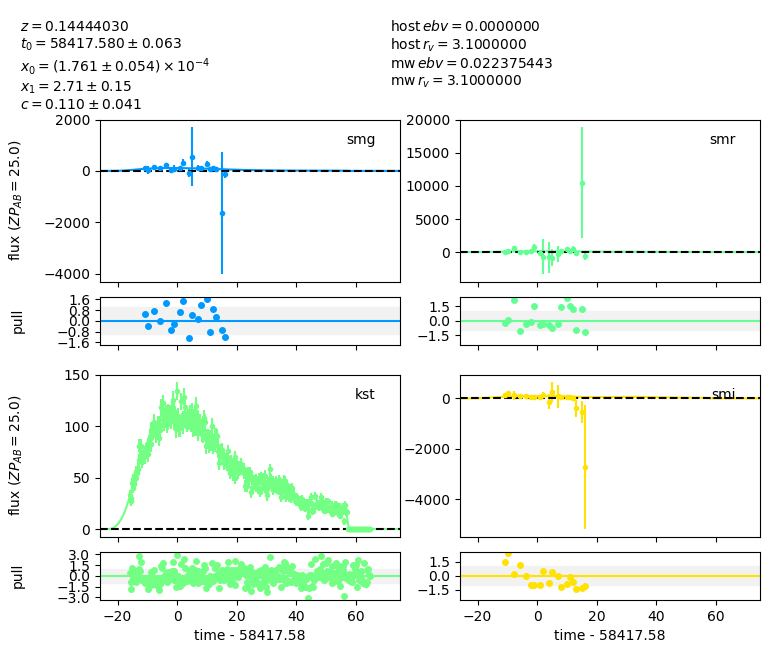 z = 0.14444030
t₀ = 58417.580 ± 0.063
x₀ = (1.761 ± 0.054) × 10⁻⁴
x₁ = 2.71 ± 0.15
c = 0.110 ± 0.041
host ebv = 0.0000000
host r_v = 3.1000000
mw ebv = 0.022375443
mw r_v = 3.1000000
flux (ZP_AB = 25.0)
2000
0
−2000
−4000
smg
20000
15000
10000
5000
0
smr
pull
1.6
0.8
0.0
−0.8
−1.6
1.5
0.0
−1.5
flux (ZP_AB = 25.0)
150
100
50
0
kst
0
−2000
−4000
smi
pull
3.0
1.5
0.0
−1.5
−3.0
1.5
0.0
−1.5
−20 0 20 40 60
−20 0 20 40 60
time - 58417.58
time - 58417.58